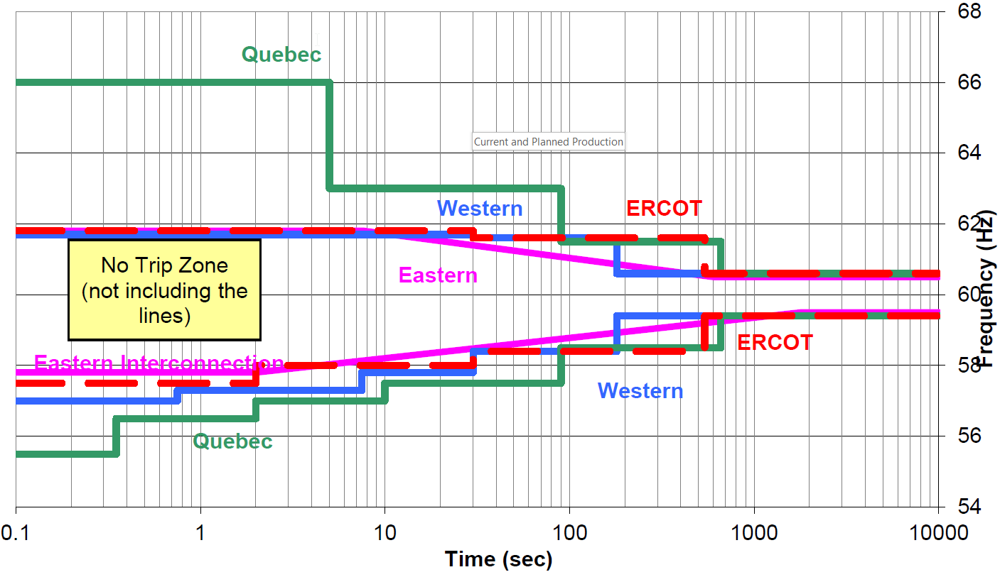 68
Quebec
66
Current and Planned Production
64
Western
ERCOT
62
No Trip Zone
(not including the
lines)
Eastern
60
Frequency (Hz)
ERCOT
Eastern Interconnection
58
Western
56
Quebec
54
0.1 1 10 100 1000 10000
Time (sec)